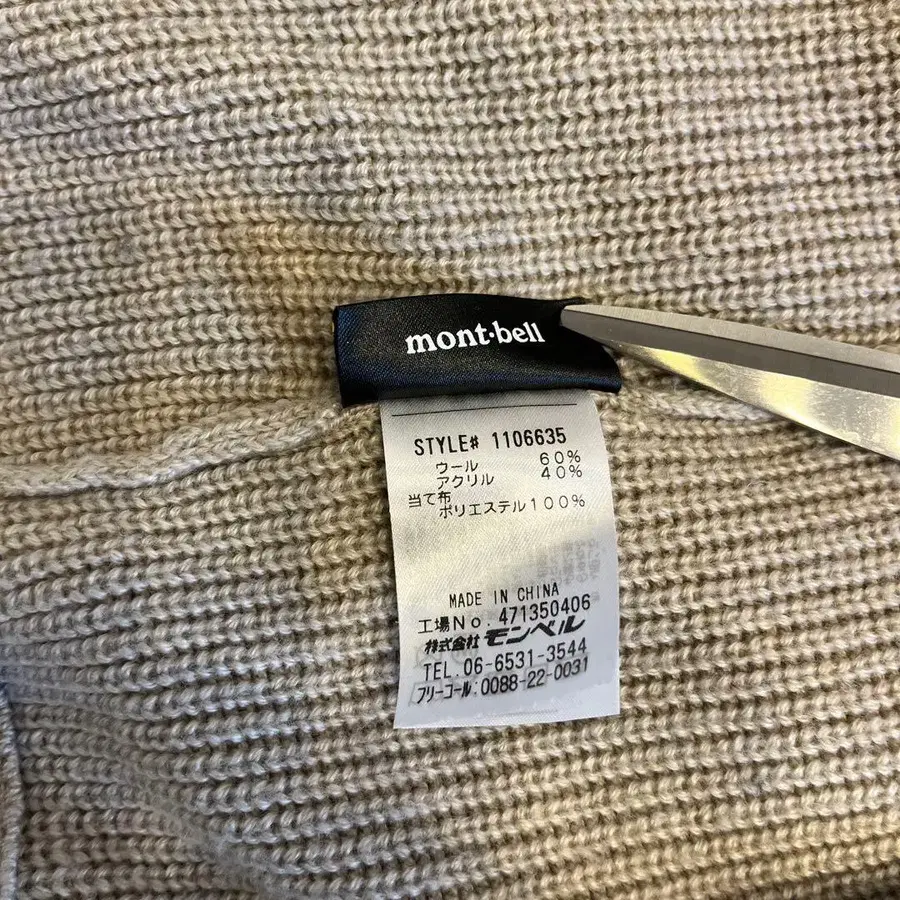 mont·bell
STYLE# 1106635
ウール 60%
アクリル 40%
当て布
ポリエステル100%
MADE IN CHINA
工場No. 471350406
株式会社 モンベル
TEL. 06-6531-3544
フリーコール:0088-22-0031